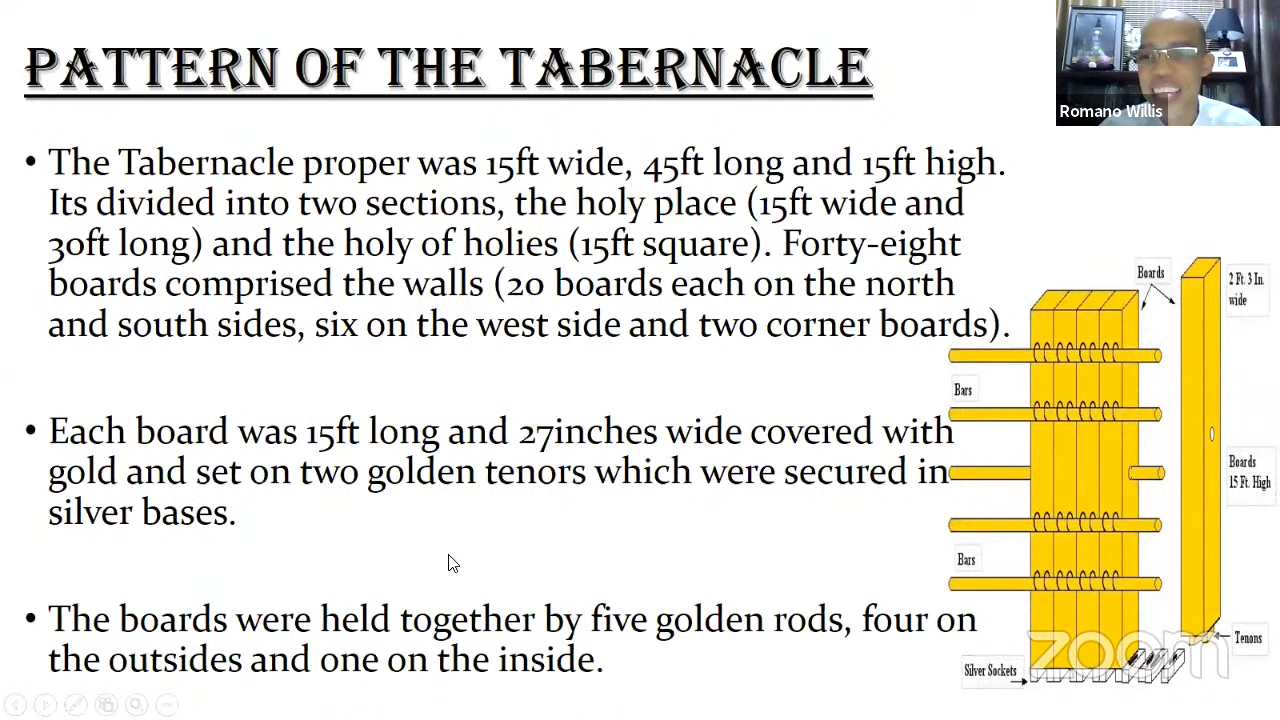 PATTERN OF THE TABERNACLE
Romano Willis
• The Tabernacle proper was 15ft wide, 45ft long and 15ft high.
Its divided into two sections, the holy place (15ft wide and
30ft long) and the holy of holies (15ft square). Forty-eight
boards comprised the walls (20 boards each on the north
and south sides, six on the west side and two corner boards).
• Each board was 15ft long and 27inches wide covered with
gold and set on two golden tenors which were secured in
silver bases.
• The boards were held together by five golden rods, four on
the outsides and one on the inside.
Boards
2 Ft. 3 In.
wide
Bars
Boards
15 Ft. High
Bars
Tenons
Silver Sockets
zoom